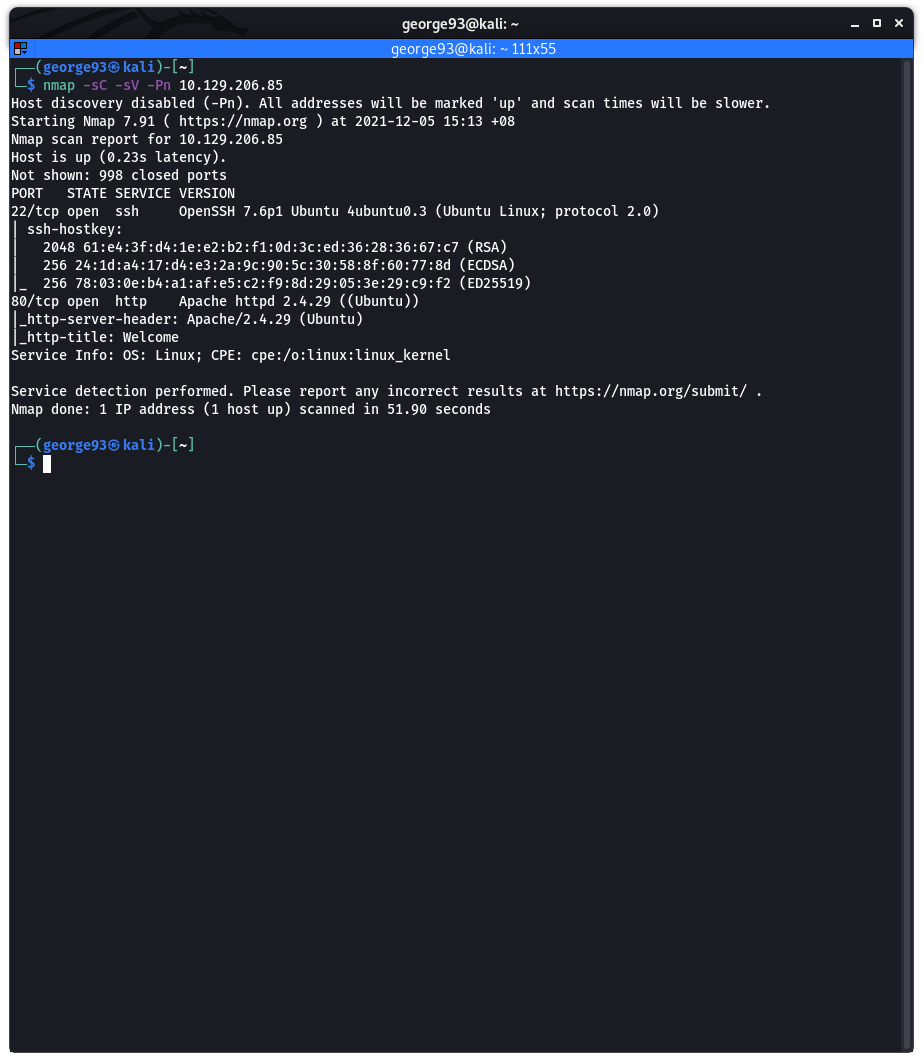 george93@kali: ~
george93@kali: ~ 111x55
┌──(george93㉿kali)-[~]
└─$ nmap -sC -sV -Pn 10.129.206.85
Host discovery disabled (-Pn). All addresses will be marked 'up' and scan times will be slower.
Starting Nmap 7.91 ( https://nmap.org ) at 2021-12-05 15:13 +08
Nmap scan report for 10.129.206.85
Host is up (0.23s latency).
Not shown: 998 closed ports
PORT   STATE SERVICE VERSION
22/tcp open  ssh     OpenSSH 7.6p1 Ubuntu 4ubuntu0.3 (Ubuntu Linux; protocol 2.0)
| ssh-hostkey:
|   2048 61:e4:3f:d4:1e:e2:b2:f1:0d:3c:ed:36:28:36:67:c7 (RSA)
|   256 24:1d:a4:17:d4:e3:2a:9c:90:5c:30:58:8f:60:77:8d (ECDSA)
|_  256 78:03:0e:b4:a1:af:e5:c2:f9:8d:29:05:3e:29:c9:f2 (ED25519)
80/tcp open  http    Apache httpd 2.4.29 ((Ubuntu))
|_http-server-header: Apache/2.4.29 (Ubuntu)
|_http-title: Welcome
Service Info: OS: Linux; CPE: cpe:/o:linux:linux_kernel

Service detection performed. Please report any incorrect results at https://nmap.org/submit/ .
Nmap done: 1 IP address (1 host up) scanned in 51.90 seconds

┌──(george93㉿kali)-[~]
└─$